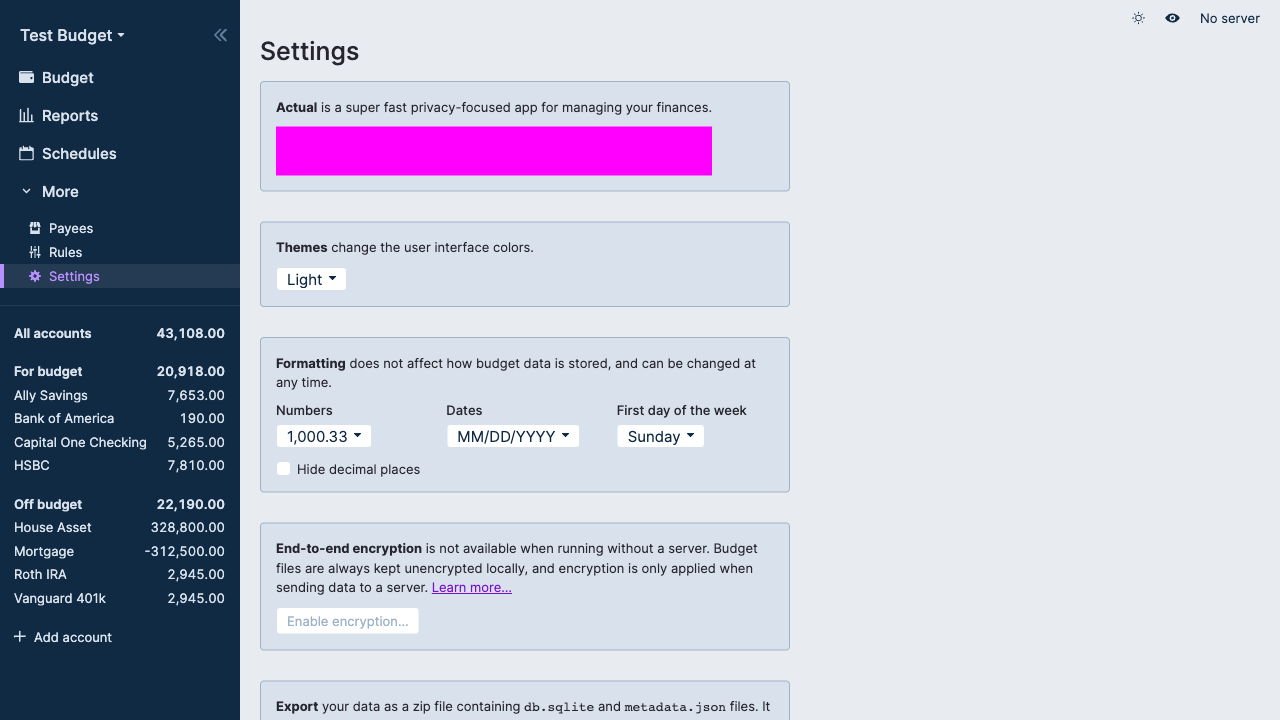 Test Budget
No server
Budget
Reports
Schedules
More
Payees
Rules
Settings
All accounts 43,108.00
For budget 20,918.00
Ally Savings 7,653.00
Bank of America 190.00
Capital One Checking 5,265.00
HSBC 7,810.00
Off budget 22,190.00
House Asset 328,800.00
Mortgage -312,500.00
Roth IRA 2,945.00
Vanguard 401k 2,945.00
Add account
Settings
Actual is a super fast privacy-focused app for managing your finances.
Themes change the user interface colors.
Light
Formatting does not affect how budget data is stored, and can be changed at
any time.
Numbers Dates First day of the week
1,000.33 MM/DD/YYYY Sunday
Hide decimal places
End-to-end encryption is not available when running without a server. Budget
files are always kept unencrypted locally, and encryption is only applied when
sending data to a server. Learn more…
Enable encryption…
Export your data as a zip file containing db.sqlite and metadata.json files. It